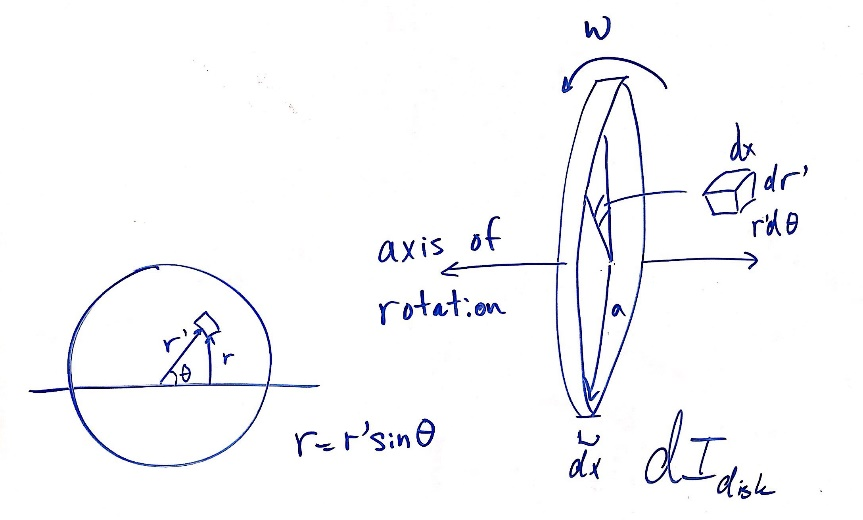 w
dx
dr'
r'dθ
axis of
rotation
a
r'
r
θ
r=r'sinθ
dx
dI disk